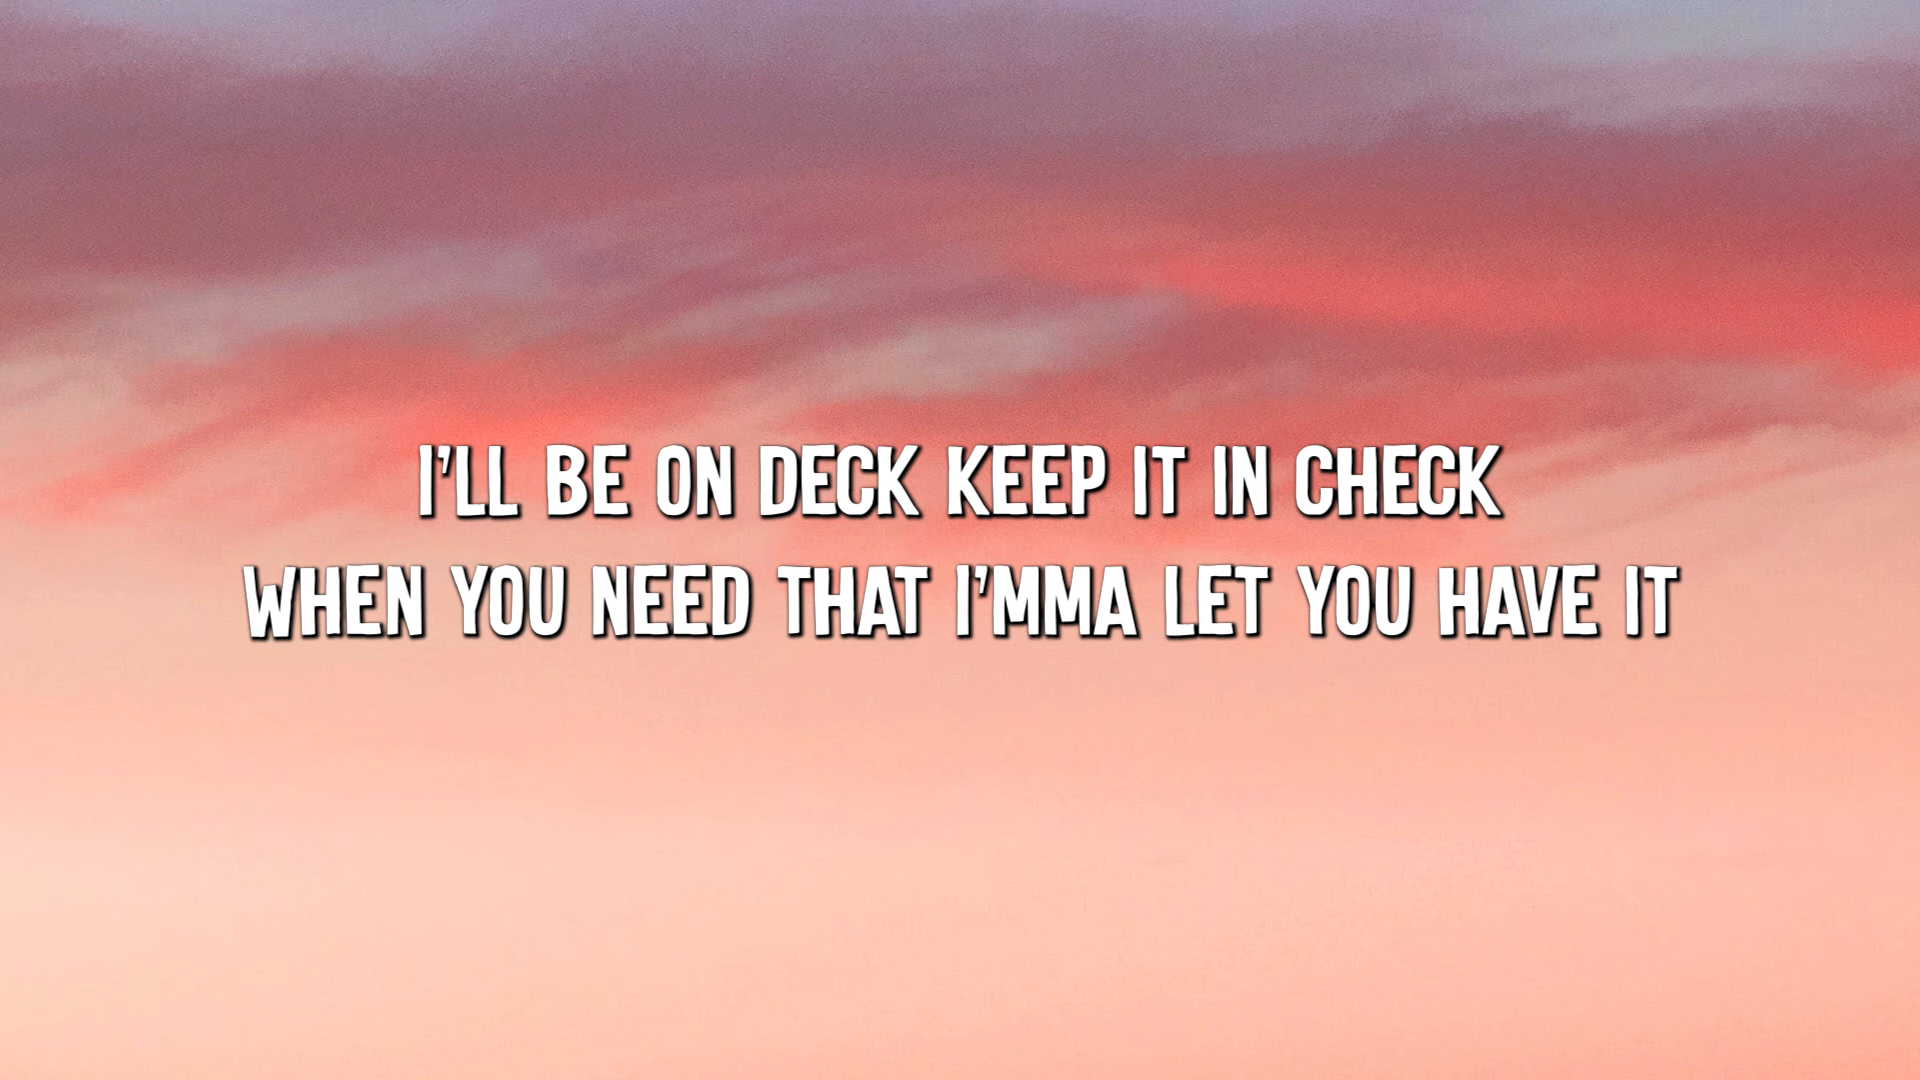 I'LL BE ON DECK KEEP IT IN CHECK
WHEN YOU NEED THAT I'MMA LET YOU HAVE IT